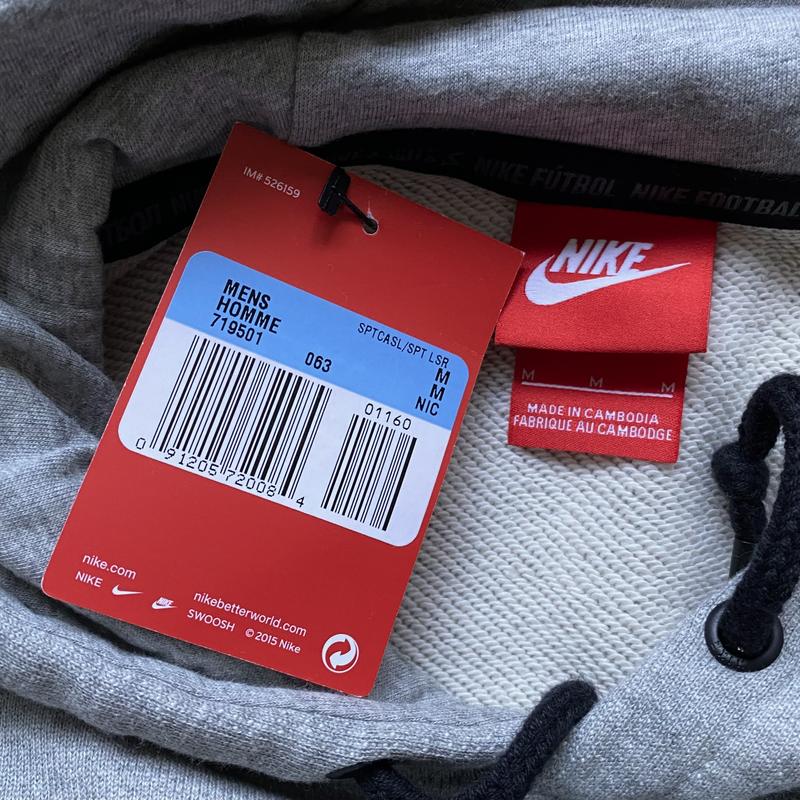 IM# 526159
MENS
HOMME
719501
063
SPTCASL/SPT LSR
M
M
NIC
01160
0 91205 72008 4
nike.com
NIKE
nikebetterworld.com
SWOOSH © 2015 Nike
NIKE FÚTBOL NIKE FOOTBAL
NIKE
M M M
MADE IN CAMBODIA
FABRIQUE AU CAMBODGE